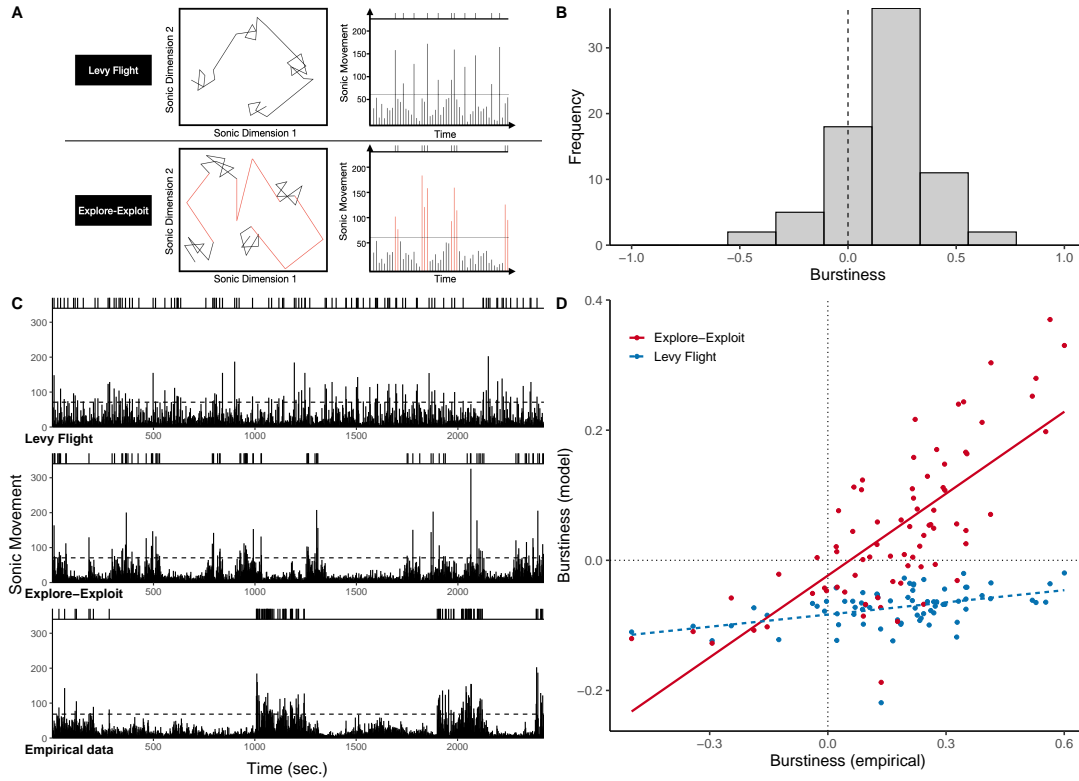 A
Levy Flight
Sonic Dimension 2
Sonic Dimension 1
Sonic Movement
200
150
100
50
Time
Explore-Exploit
Sonic Dimension 2
Sonic Dimension 1
Sonic Movement
200
150
100
50
Time
B
Frequency
30
20
10
0
−1.0
−0.5
0.0
0.5
1.0
Burstiness
C
Sonic Movement
300
200
100
0
500
1000
1500
2000
Levy Flight
300
200
100
0
500
1000
1500
2000
Explore−Exploit
300
200
100
0
500
1000
1500
2000
Empirical data
Time (sec.)
D
Burstiness (model)
0.4
0.2
0.0
−0.2
Explore−Exploit
Levy Flight
−0.3
0.0
0.3
0.6
Burstiness (empirical)